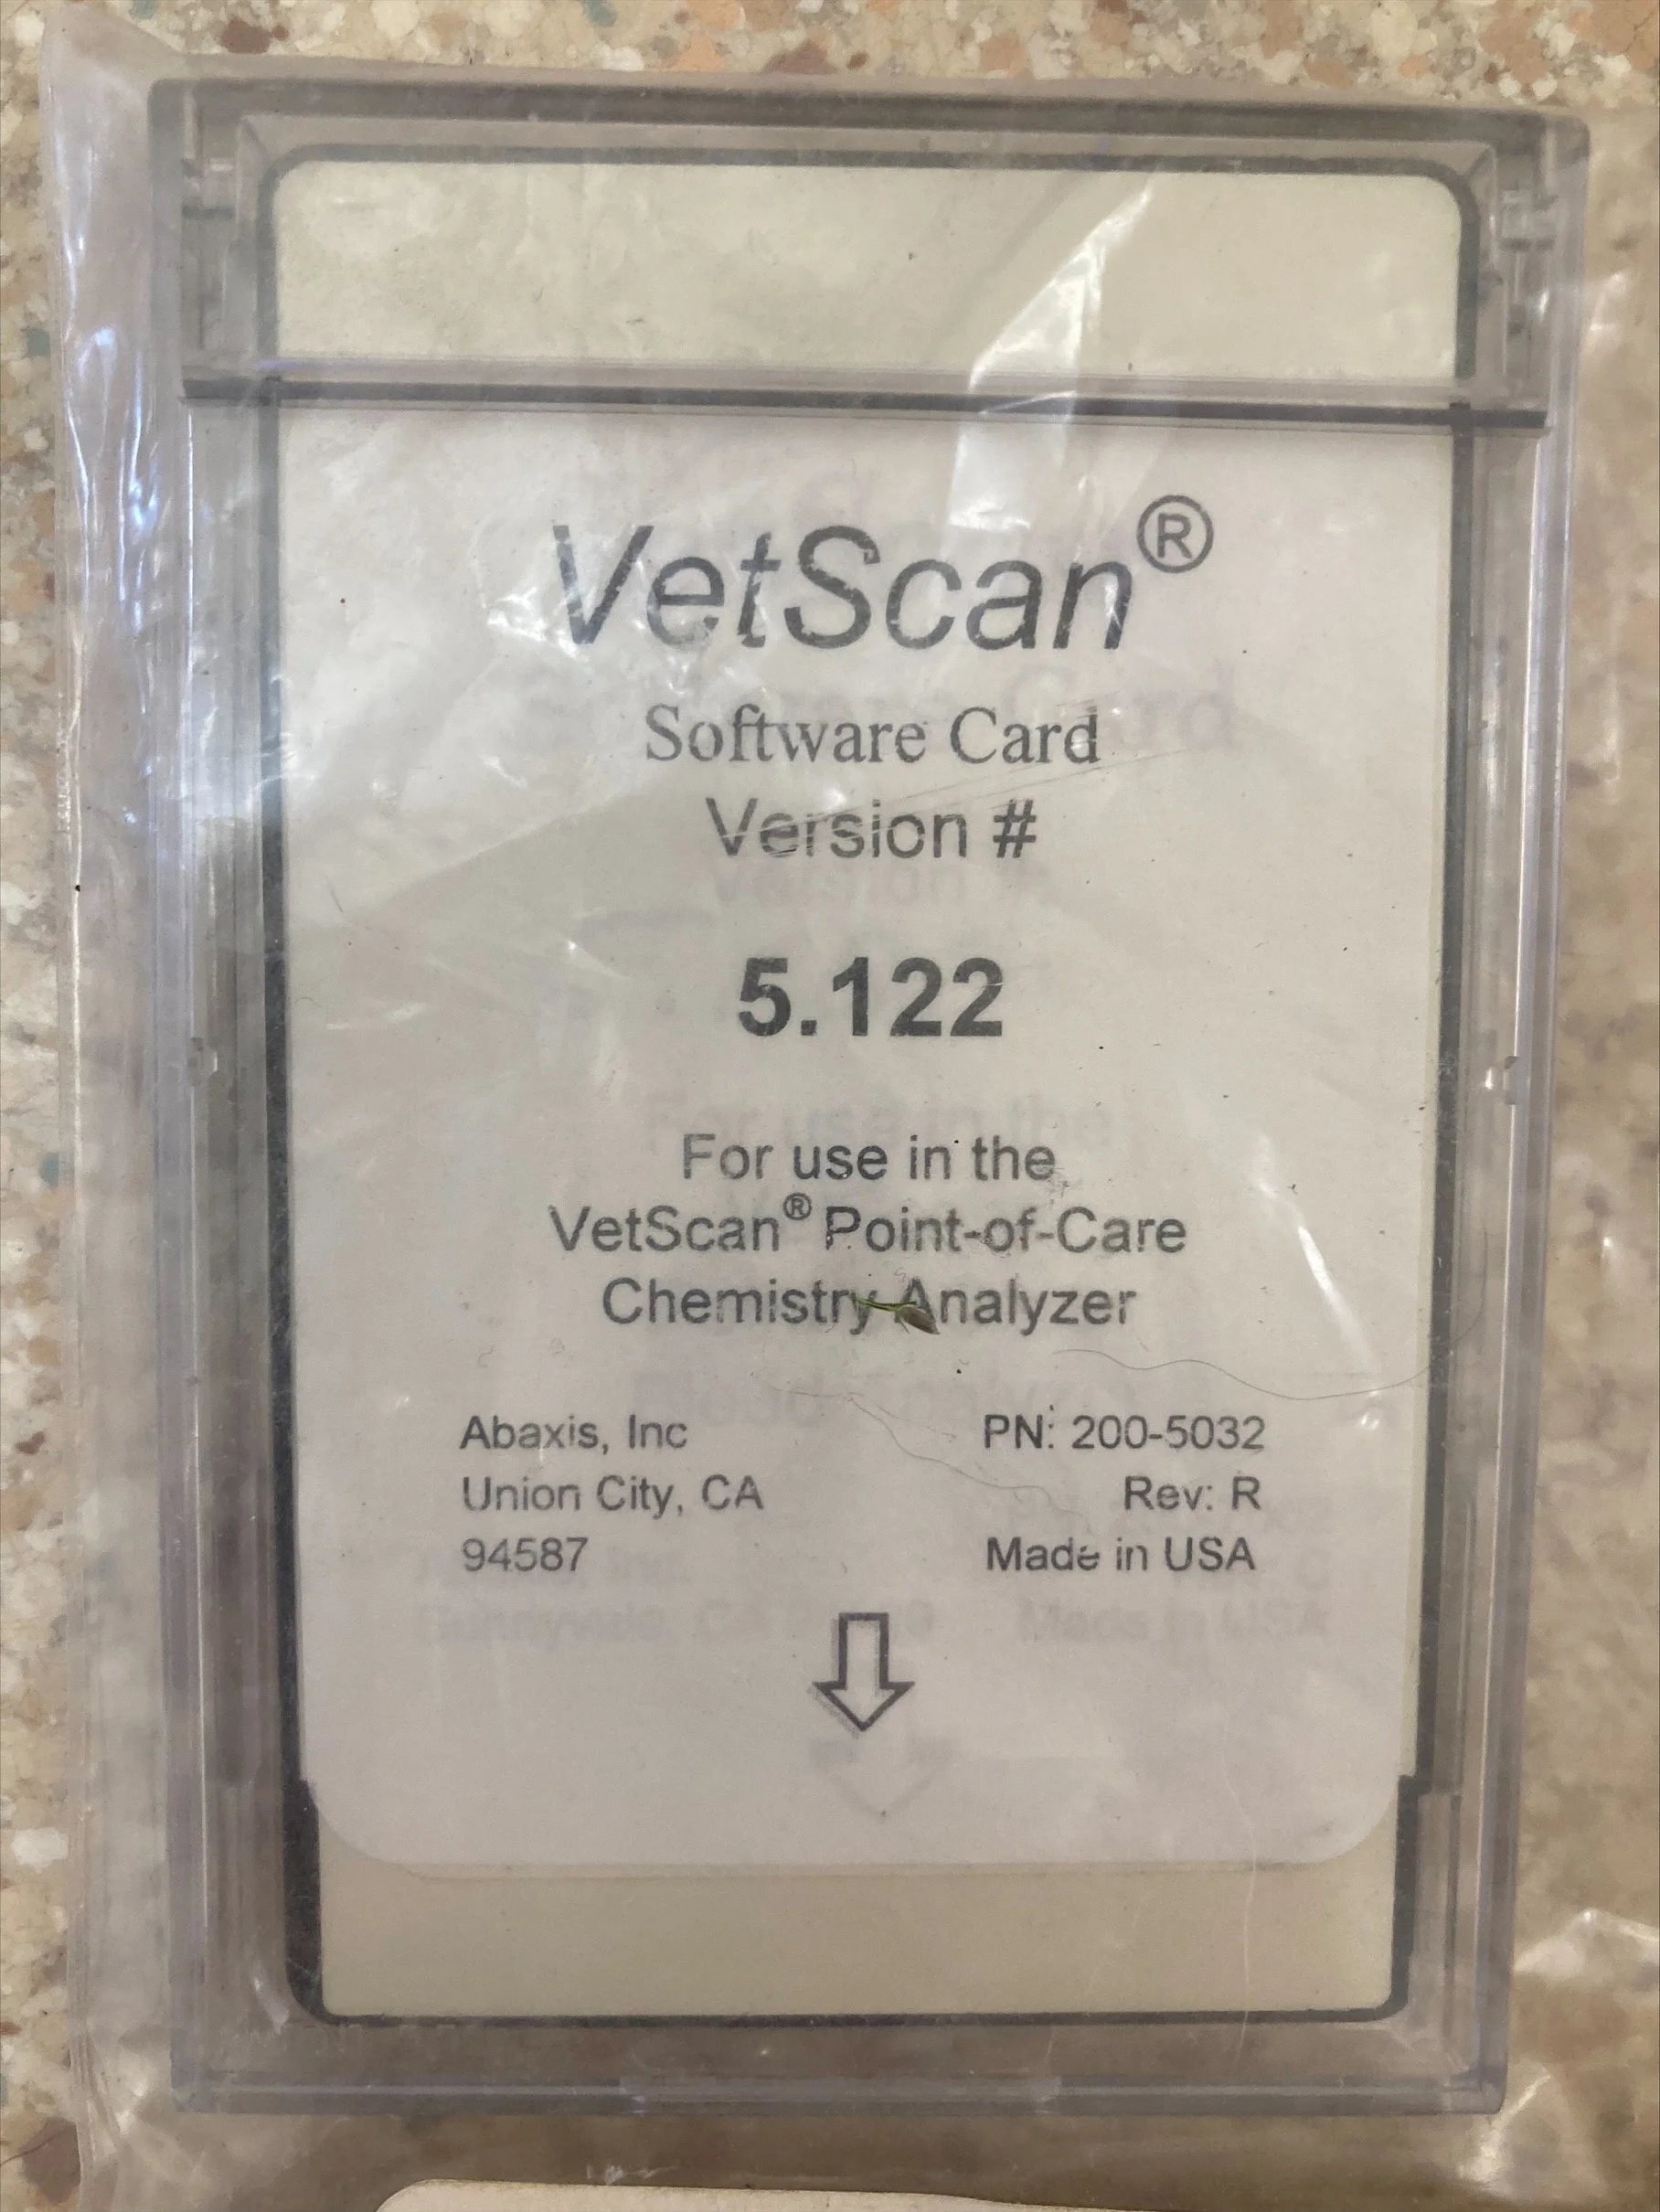 VetScan®
Software Card
Version #
5.122
For use in the
VetScan® Point-of-Care
Chemistry Analyzer
Abaxis, Inc
Union City, CA
94587
PN: 200-5032
Rev: R
Made in USA